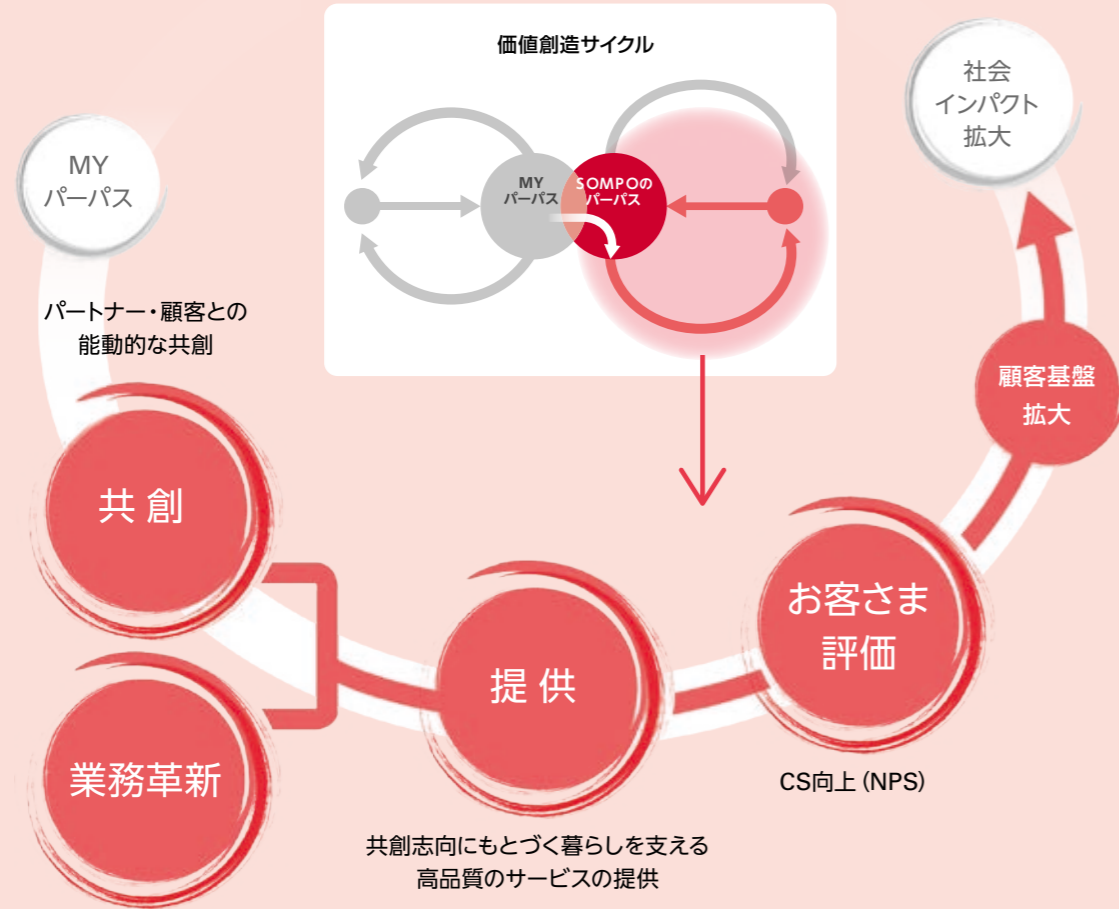 価値創造サイクル
MY
パーパス
SOMPOの
パーパス
MY
パーパス
社会
インパクト
拡大
パートナー・顧客との
能動的な共創
顧客基盤
拡大
共創
お客さま
評価
提供
業務革新
CS向上(NPS)
共創志向にもとづく暮らしを支える
高品質のサービスの提供